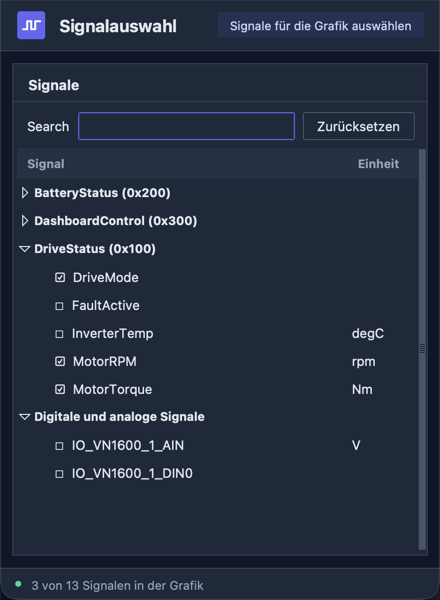 Signalauswahl
Signale für die Grafik auswählen
Signale
Search
Zurücksetzen
Signal Einheit
BatteryStatus (0x200)
DashboardControl (0x300)
DriveStatus (0x100)
DriveMode
FaultActive
InverterTemp degC
MotorRPM rpm
MotorTorque Nm
Digitale und analoge Signale
IO_VN1600_1_AIN V
IO_VN1600_1_DIN0
3 von 13 Signalen in der Grafik